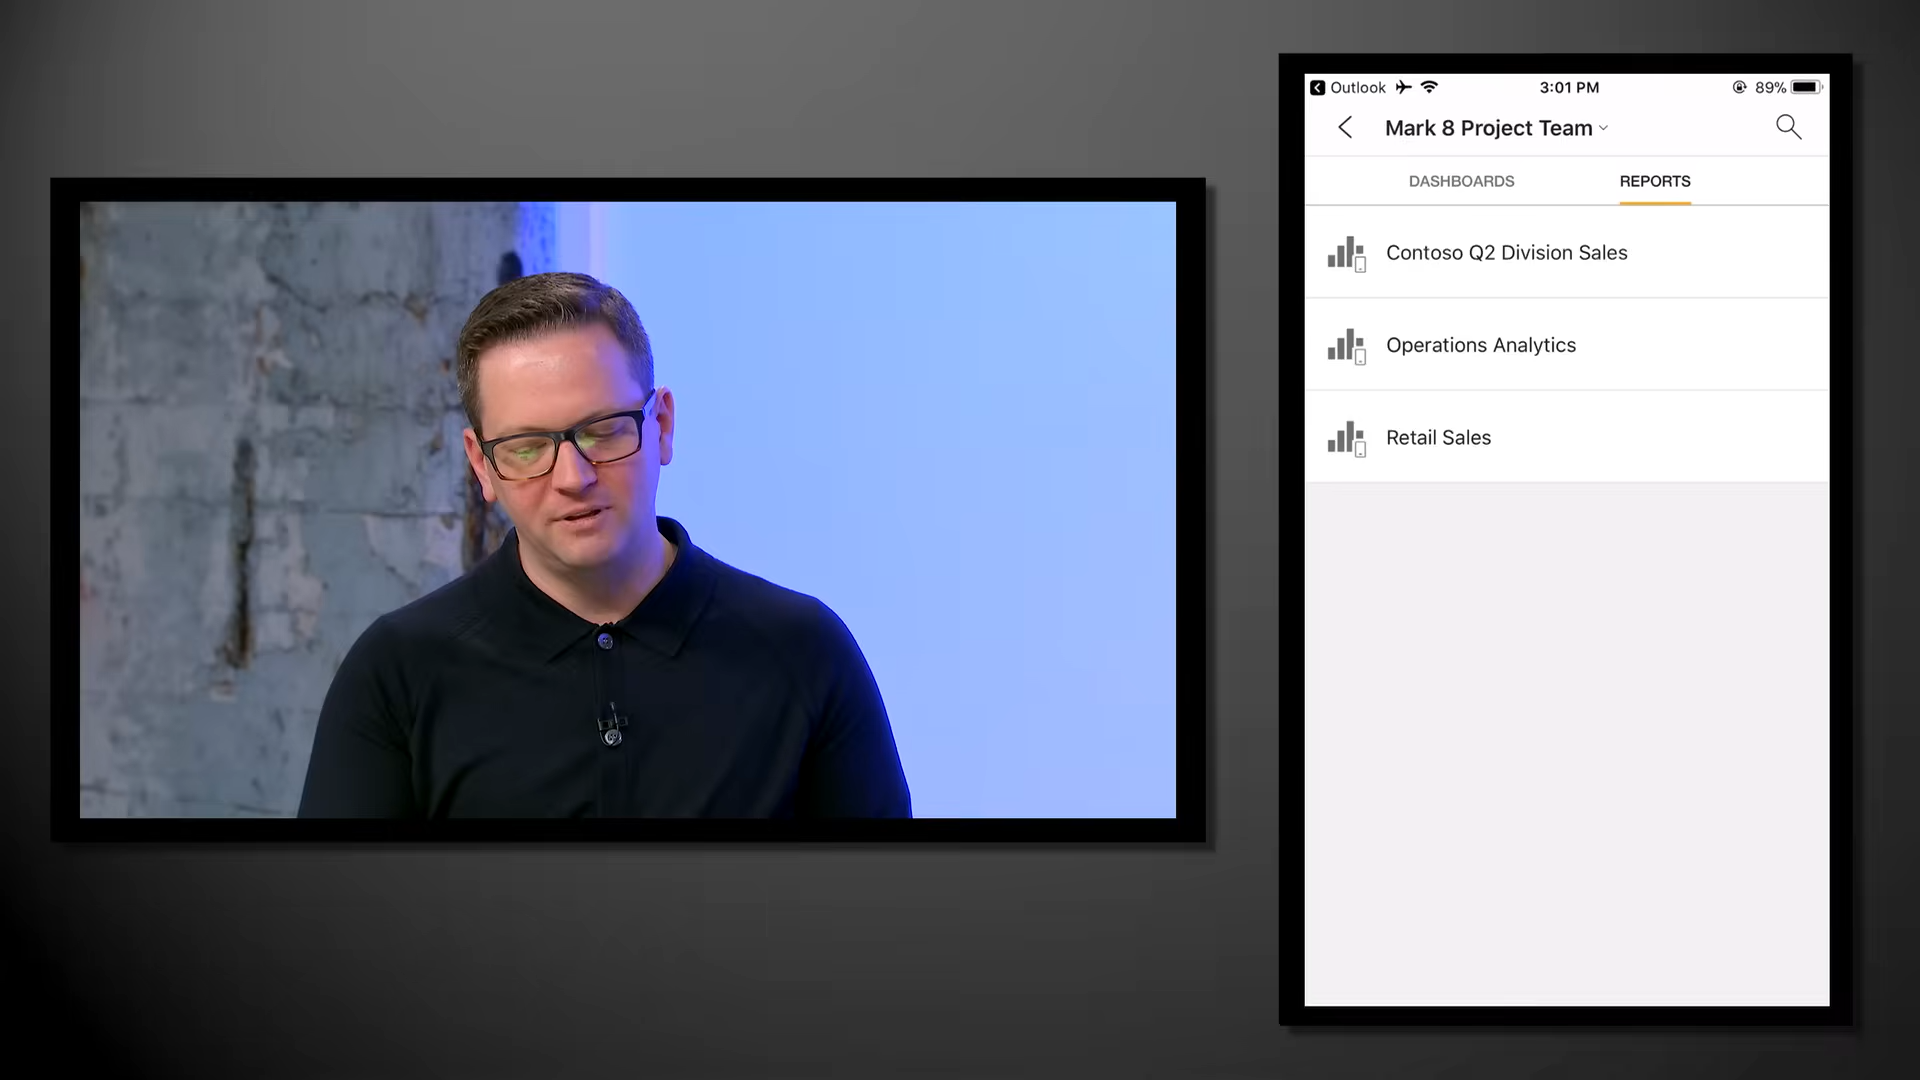 Outlook 3:01 PM 89%
Mark 8 Project Team
DASHBOARDS REPORTS
Contoso Q2 Division Sales
Operations Analytics
Retail Sales